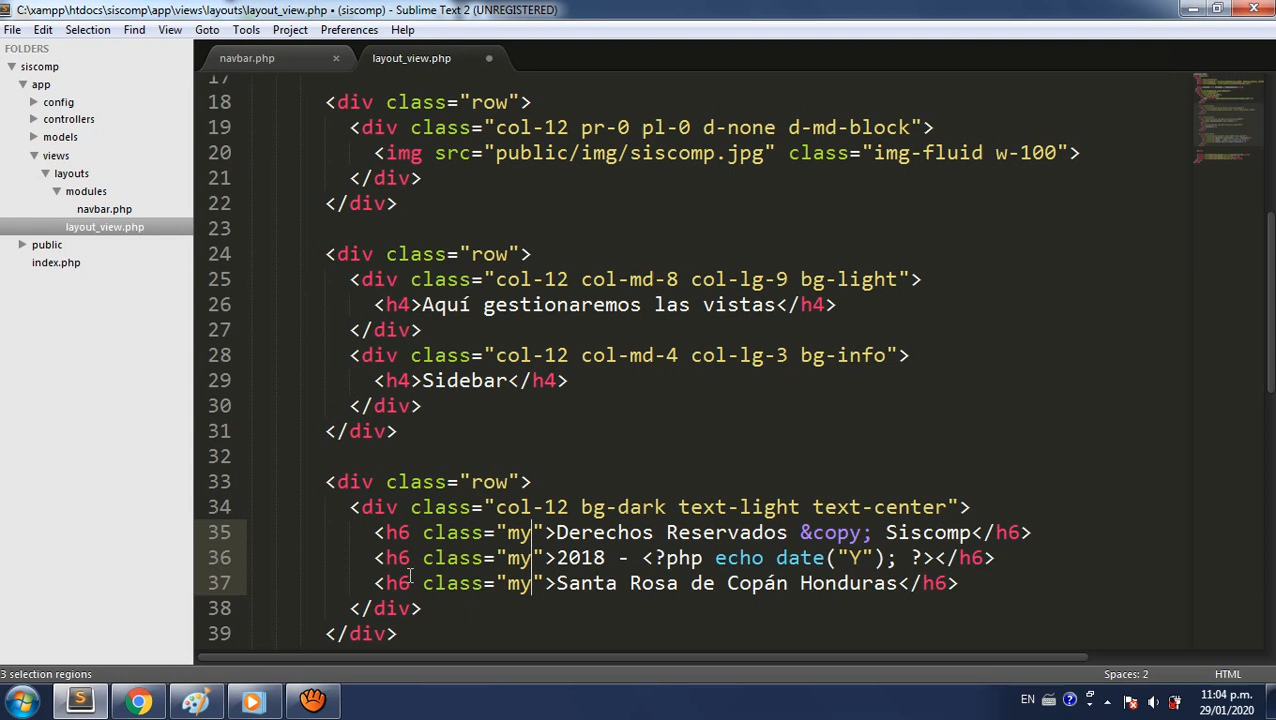 C:\xampp\htdocs\siscomp\app\views\layouts\layout_view.php • (siscomp) - Sublime Text 2 (UNREGISTERED)
File Edit Selection Find View Goto Tools Project Preferences Help
FOLDERS
siscomp
app
config
controllers
models
views
layouts
modules
navbar.php
layout_view.php
public
index.php
navbar.php × layout_view.php
17
18 <div class="row">
19 <div class="col-12 pr-0 pl-0 d-none d-md-block">
20 <img src="public/img/siscomp.jpg" class="img-fluid w-100">
21 </div>
22 </div>
23
24 <div class="row">
25 <div class="col-12 col-md-8 col-lg-9 bg-light">
26 <h4>Aquí gestionaremos las vistas</h4>
27 </div>
28 <div class="col-12 col-md-4 col-lg-3 bg-info">
29 <h4>Sidebar</h4>
30 </div>
31 </div>
32
33 <div class="row">
34 <div class="col-12 bg-dark text-light text-center">
35 <h6 class="my">Derechos Reservados &copy; Siscomp</h6>
36 <h6 class="my">2018 - <?php echo date("Y"); ?></h6>
37 <h6 class="my">Santa Rosa de Copán Honduras</h6>
38 </div>
39 </div>
3 selection regions Spaces: 2 HTML
EN 11:04 p.m.
29/01/2020